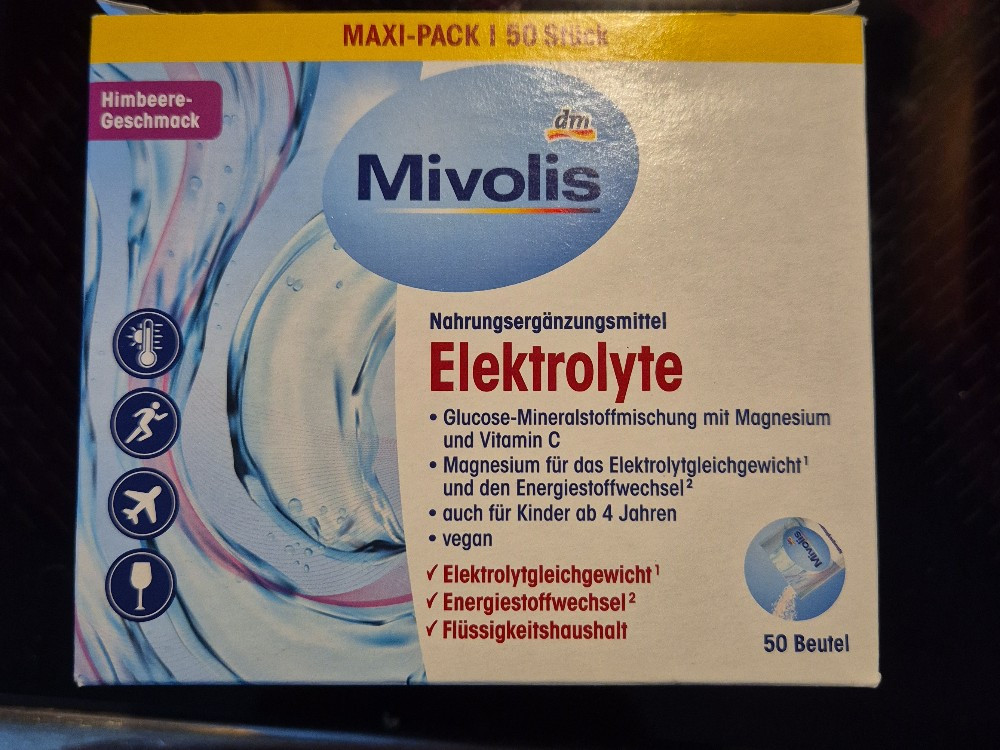 MAXI-PACK | 50 Stück
Himbeere-
Geschmack
dm
Mivolis
Nahrungsergänzungsmittel
Elektrolyte
• Glucose-Mineralstoffmischung mit Magnesium
und Vitamin C
• Magnesium für das Elektrolytgleichgewicht¹
und den Energiestoffwechsel²
• auch für Kinder ab 4 Jahren
• vegan
✓ Elektrolytgleichgewicht¹
✓ Energiestoffwechsel²
✓ Flüssigkeitshaushalt
Mivolis
50 Beutel